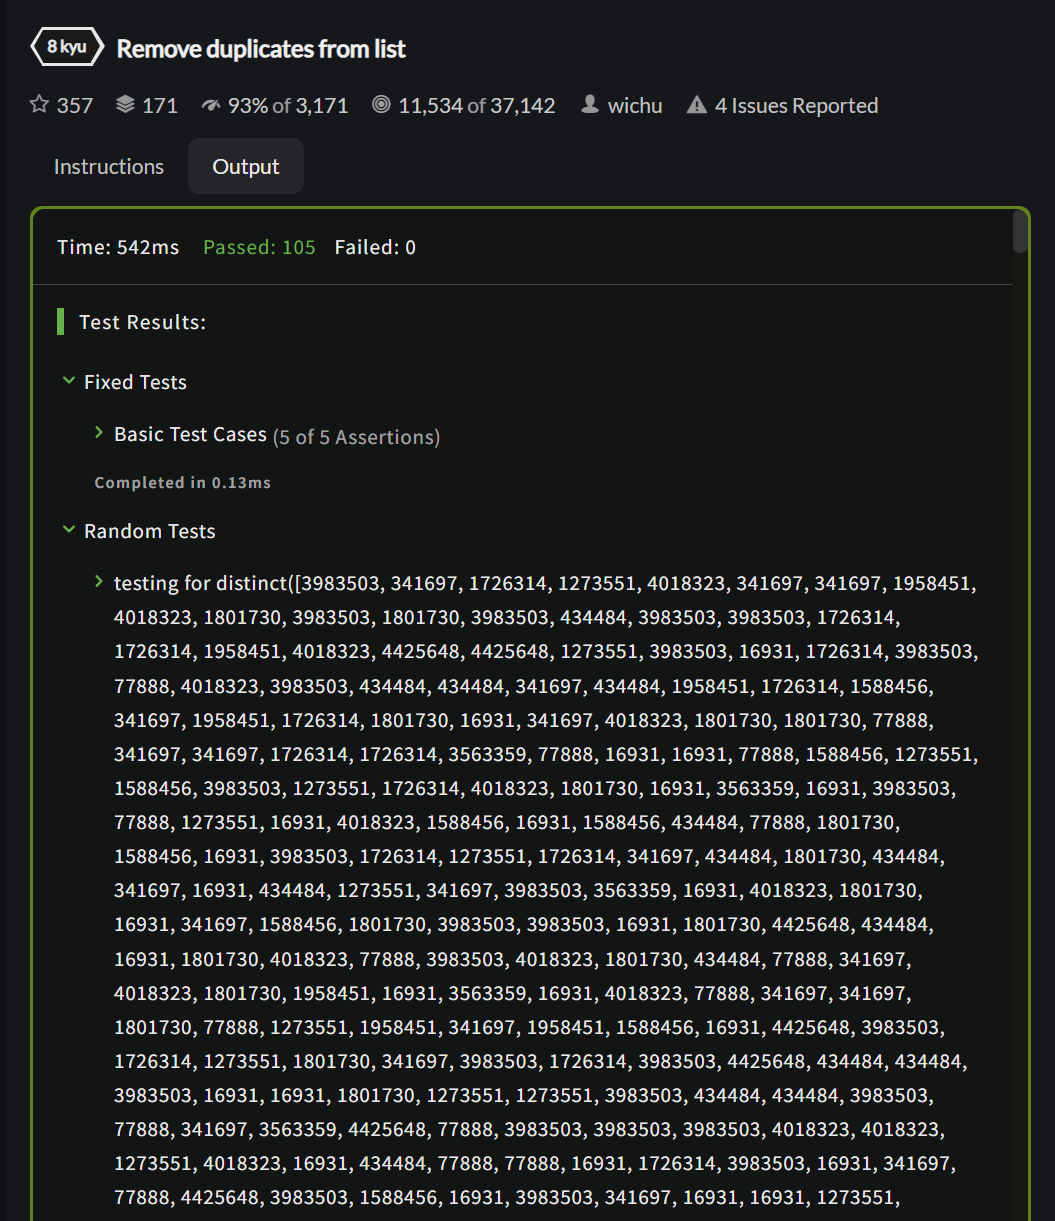 8 kyu Remove duplicates from list
357 171 93% of 3,171 11,534 of 37,142 wichu 4 Issues Reported
Instructions Output
Time: 542ms Passed: 105 Failed: 0
Test Results:
Fixed Tests
Basic Test Cases (5 of 5 Assertions)
Completed in 0.13ms
Random Tests
testing for distinct([3983503, 341697, 1726314, 1273551, 4018323, 341697, 341697, 1958451,
4018323, 1801730, 3983503, 1801730, 3983503, 434484, 3983503, 3983503, 1726314,
1726314, 1958451, 4018323, 4425648, 4425648, 1273551, 3983503, 16931, 1726314, 3983503,
77888, 4018323, 3983503, 434484, 434484, 341697, 434484, 1958451, 1726314, 1588456,
341697, 1958451, 1726314, 1801730, 16931, 341697, 4018323, 1801730, 1801730, 77888,
341697, 341697, 1726314, 1726314, 3563359, 77888, 16931, 16931, 77888, 1588456, 1273551,
1588456, 3983503, 1273551, 1726314, 4018323, 1801730, 16931, 3563359, 16931, 3983503,
77888, 1273551, 16931, 4018323, 1588456, 16931, 1588456, 434484, 77888, 1801730,
1588456, 16931, 3983503, 1726314, 1273551, 1726314, 341697, 434484, 1801730, 434484,
341697, 16931, 434484, 1273551, 341697, 3983503, 3563359, 16931, 4018323, 1801730,
16931, 341697, 1588456, 1801730, 3983503, 3983503, 16931, 1801730, 4425648, 434484,
16931, 1801730, 4018323, 77888, 3983503, 4018323, 1801730, 434484, 77888, 341697,
4018323, 1801730, 1958451, 16931, 3563359, 16931, 4018323, 77888, 341697, 341697,
1801730, 77888, 1273551, 1958451, 341697, 1958451, 1588456, 16931, 4425648, 3983503,
1726314, 1273551, 1801730, 341697, 3983503, 1726314, 3983503, 4425648, 434484, 434484,
3983503, 16931, 16931, 1801730, 1273551, 1273551, 3983503, 434484, 434484, 3983503,
77888, 341697, 3563359, 4425648, 77888, 3983503, 3983503, 3983503, 4018323, 4018323,
1273551, 4018323, 16931, 434484, 77888, 77888, 16931, 1726314, 3983503, 16931, 341697,
77888, 4425648, 3983503, 1588456, 16931, 3983503, 341697, 16931, 16931, 1273551,